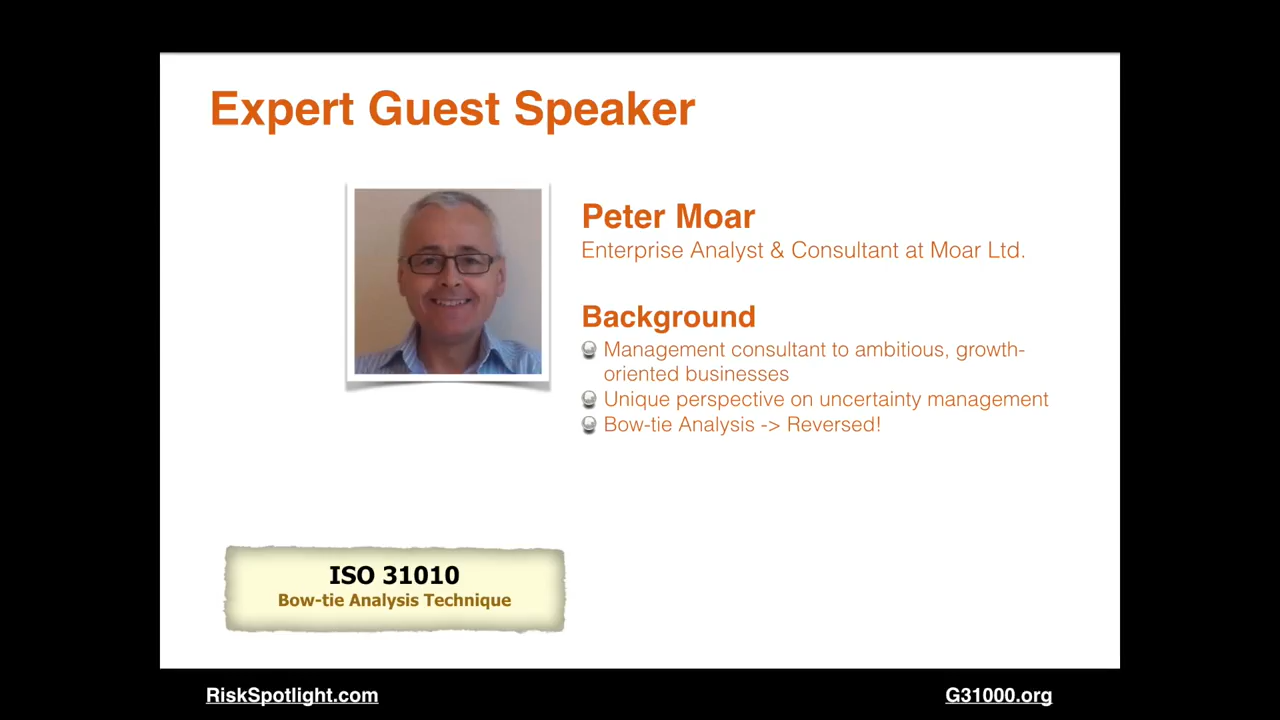 Expert Guest Speaker
Peter Moar
Enterprise Analyst & Consultant at Moar Ltd.
Background
Management consultant to ambitious, growth-
oriented businesses
Unique perspective on uncertainty management
Bow-tie Analysis -> Reversed!
ISO 31010
Bow-tie Analysis Technique
RiskSpotlight.com
G31000.org